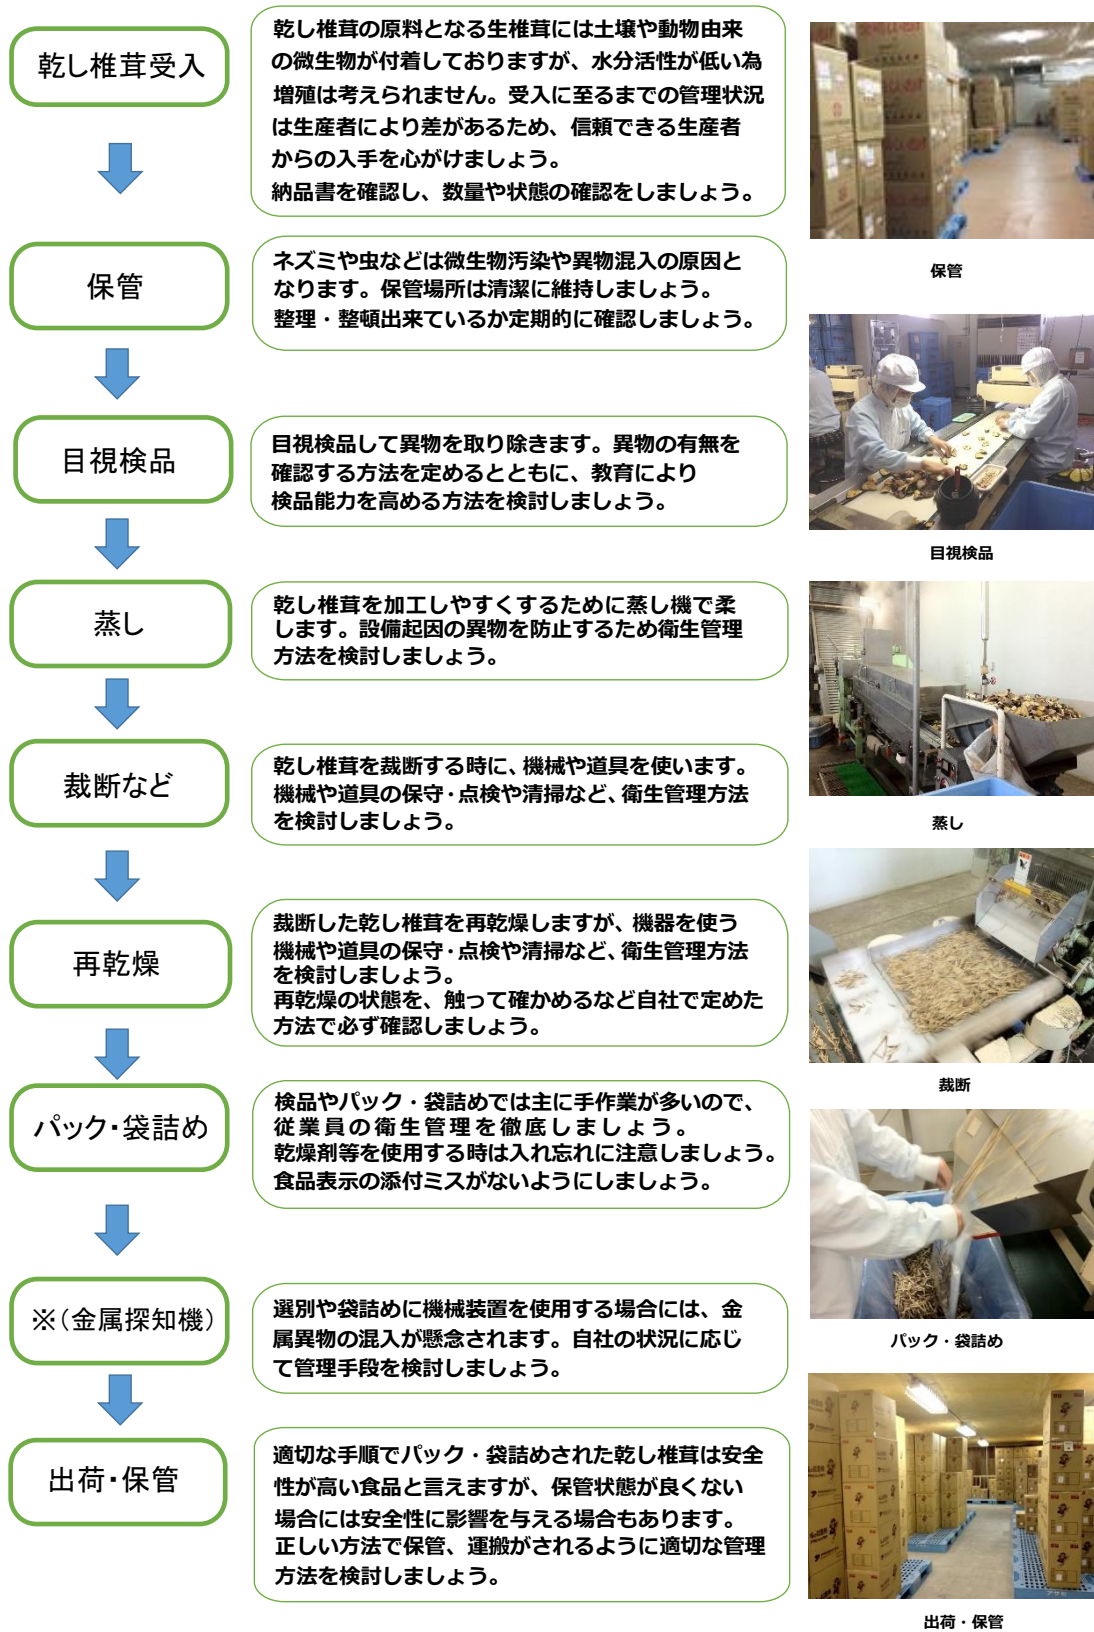 乾し椎茸受入
乾し椎茸の原料となる生椎茸には土壌や動物由来
の微生物が付着しておりますが、水分活性が低い為
増殖は考えられません。受入に至るまでの管理状況
は生産者により差があるため、信頼できる生産者
からの入手を心がけましょう。
納品書を確認し、数量や状態の確認をしましょう。
保管
保管
ネズミや虫などは微生物汚染や異物混入の原因と
なります。保管場所は清潔に維持しましょう。
整理・整頓出来ているか定期的に確認しましょう。
目視検品
目視検品して異物を取り除きます。異物の有無を
確認する方法を定めるとともに、教育により
検品能力を高める方法を検討しましょう。
目視検品
蒸し
乾し椎茸を加工しやすくするために蒸し機で柔
します。設備起因の異物を防止するため衛生管理
方法を検討しましょう。
蒸し
裁断など
乾し椎茸を裁断する時に、機械や道具を使います。
機械や道具の保守・点検や清掃など、衛生管理方法
を検討しましょう。
再乾燥
裁断した乾し椎茸を再乾燥しますが、機器を使う
機械や道具の保守・点検や清掃など、衛生管理方法
を検討しましょう。
再乾燥の状態を、触って確かめるなど自社で定めた
方法で必ず確認しましょう。
裁断
パック・袋詰め
検品やパック・袋詰めでは主に手作業が多いので、
従業員の衛生管理を徹底しましょう。
乾燥剤等を使用する時は入れ忘れに注意しましょう。
食品表示の添付ミスがないようにしましょう。
パック・袋詰め
※(金属探知機)
選別や袋詰めに機械装置を使用する場合には、金
属異物の混入が懸念されます。自社の状況に応じ
て管理手段を検討しましょう。
出荷・保管
適切な手順でパック・袋詰めされた乾し椎茸は安全
性が高い食品と言えますが、保管状態が良くない
場合には安全性に影響を与える場合もあります。
正しい方法で保管、運搬がされるように適切な管理
方法を検討しましょう。
出荷・保管